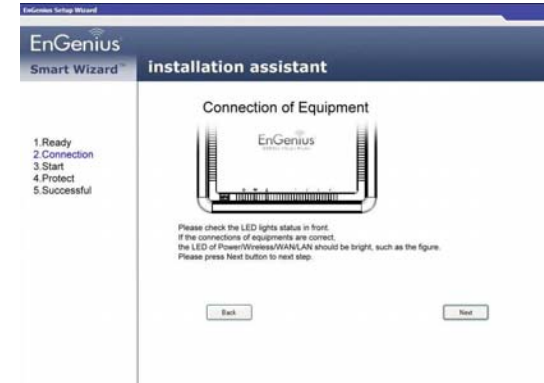 EnGenius Setup Wizard
EnGenius
Smart Wizard™
installation assistant
1.Ready
2.Connection
3.Start
4.Protect
5.Successful
Connection of Equipment
EnGenius
Please check the LED lights status in front.
If the connections of equipments are correct,
the LED of Power/Wireless/WAN/LAN should be bright, such as the figure.
Please press Next button to next step.
Back
Next